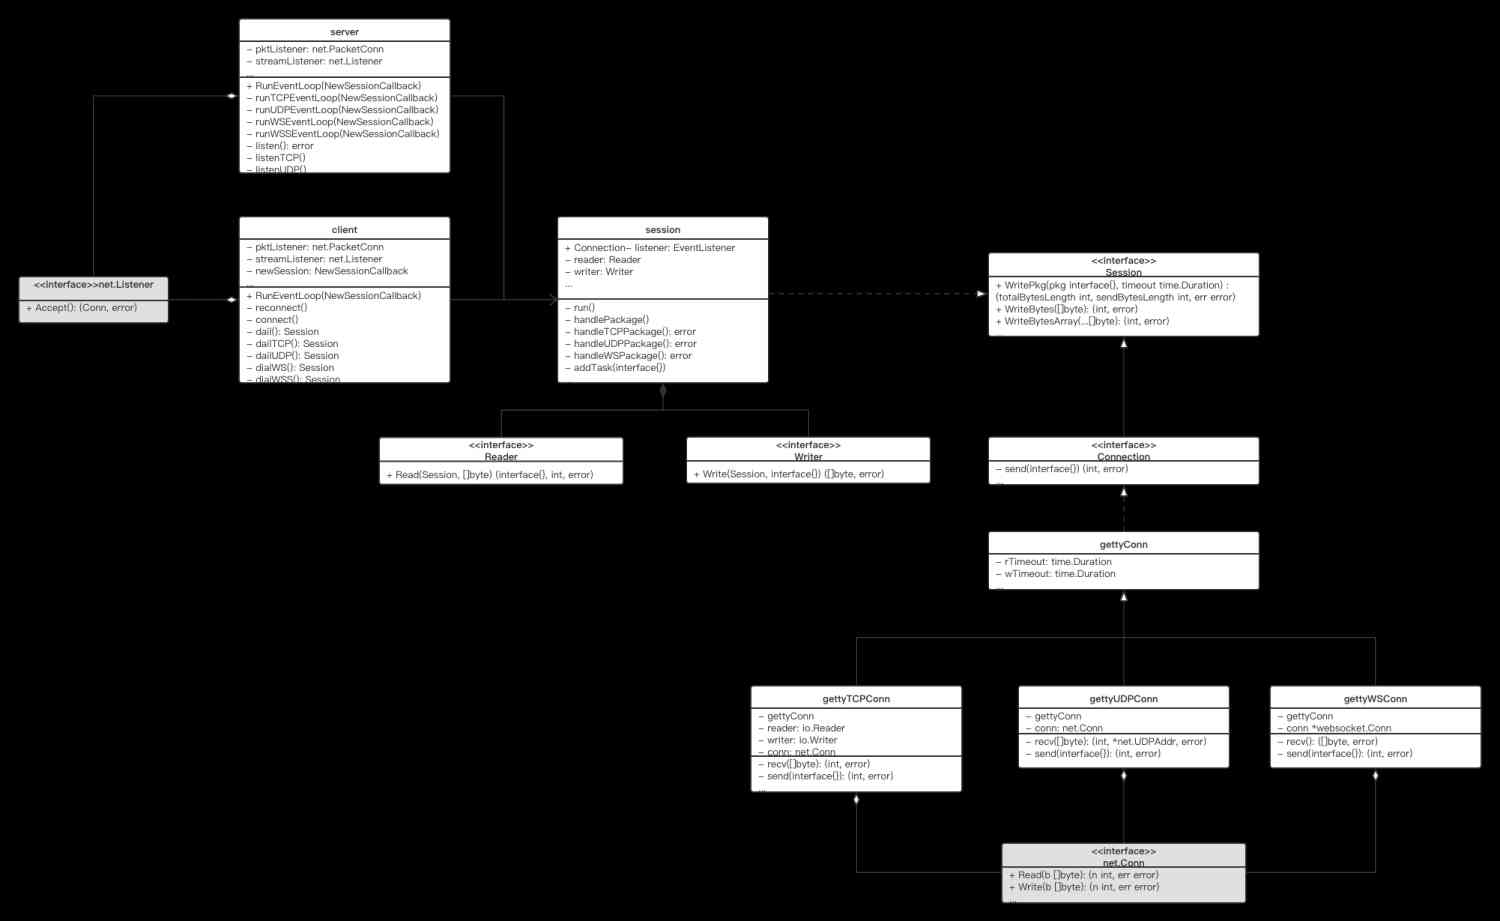 server
– pktListener: net.PacketConn
– streamListener: net.Listener
...
+ RunEventLoop(NewSessionCallback)
– runTCPEventLoop(NewSessionCallback)
– runUDPEventLoop(NewSessionCallback)
– runWSEventLoop(NewSessionCallback)
– runWSSEventLoop(NewSessionCallback)
– listen(): error
– listenTCP()
– listenUDP()
client
– pktListener: net.PacketConn
– streamListener: net.Listener
– newSession: NewSessionCallback
...
+ RunEventLoop(NewSessionCallback)
– reconnect()
– connect()
– dail(): Session
– dailTCP(): Session
– dailUDP(): Session
– dialWS(): Session
– dialWSS(): Session
<<interface>>net.Listener
+ Accept(): (Conn, error)
session
+ Connection– listener: EventListener
– reader: Reader
– writer: Writer
...
– run()
– handlePackage()
– handleTCPPackage(): error
– handleUDPPackage(): error
– handleWSPackage(): error
– addTask(interface{})
<<interface>>
Session
+ WritePkg(pkg interface{}, timeout time.Duration) :
(totalBytesLength int, sendBytesLength int, err error)
+ WriteBytes([]byte): (int, error)
+ WriteBytesArray(...[]byte): (int, error)
<<interface>>
Reader
+ Read(Session, []byte) (interface{}, int, error)
<<interface>>
Writer
+ Write(Session, interface{}) ([]byte, error)
<<interface>>
Connection
– send(interface{}) (int, error)
...
gettyConn
– rTimeout: time.Duration
– wTimeout: time.Duration
...
gettyTCPConn
– gettyConn
– reader: io.Reader
– writer: io.Writer
– conn: net.Conn
– recv([]byte): (int, error)
– send(interface{}): (int, error)
...
gettyUDPConn
– gettyConn
– conn: net.Conn
– recv([]byte): (int, *net.UDPAddr, error)
– send(interface{}): (int, error)
gettyWSConn
– gettyConn
– conn *websocket.Conn
– recv(): ([]byte, error)
– send(interface{}): (int, error)
<<interface>>
net.Conn
+ Read(b []byte): (n int, err error)
+ Write(b []byte): (n int, err error)
...